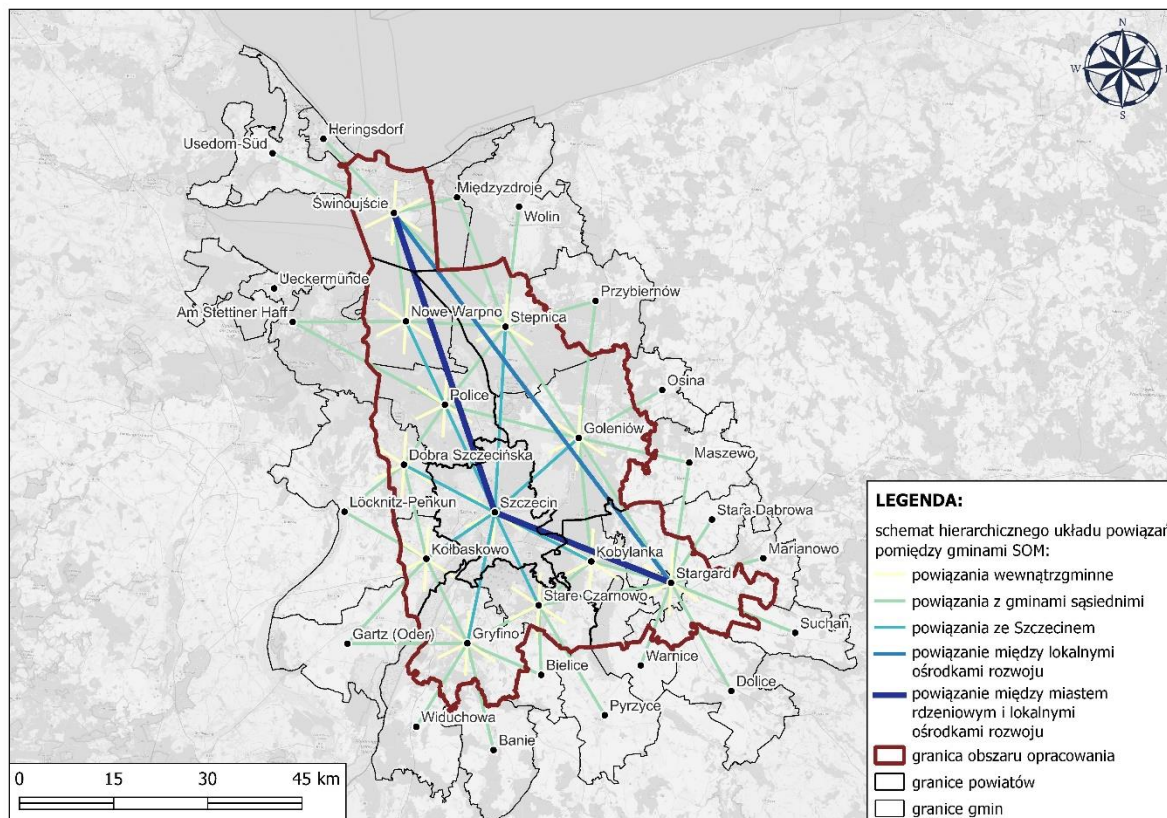 N
W
E
S
Heringsdorf
Usedom-Süd
Międzyzdroje
Świnoujście
Wolin
Ueckermünde
Przybiernów
Am Stettiner Haff
Nowe Warpno
Stepnica
Osina
Police
Goleniów
Dobra Szczecińska
Maszewo
Löcknitz-Penkun
Szczecin
Stara Dąbrowa
Kołbaskowo
Kobylanka
Marianowo
Stargard
Stare Czarnowo
Suchań
Gartz (Oder)
Gryfino
Warnice
Bielice
Dolice
Widuchowa
Pyrzyce
Banie
0 15 30 45 km
LEGENDA:
schemat hierarchicznego układu powiązań
pomiędzy gminami SOM:
powiązania wewnątrzgminne
powiązania z gminami sąsiednimi
powiązania ze Szczecinem
powiązanie między lokalnymi
ośrodkami rozwoju
powiązanie między miastem
rdzeniowym i lokalnymi
ośrodkami rozwoju
granica obszaru opracowania
granice powiatów
granice gmin